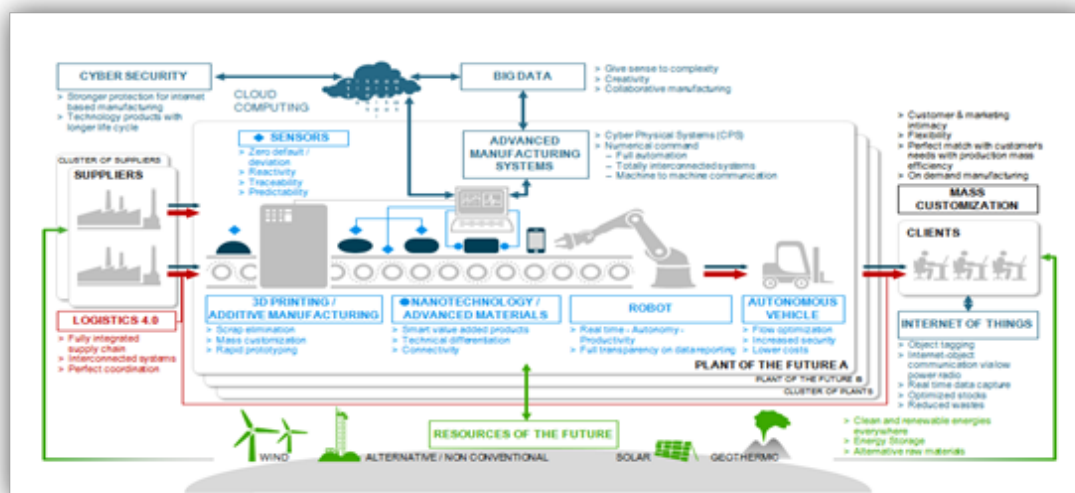 CYBER SECURITY
> Stronger protection for internet
based manufacturing
> Technology products with
longer life cycle
CLOUD
COMPUTING
BIG DATA
> Give sense to complexity
> Creativity
> Collaborative manufacturing
SENSORS
> Zero default /
deviation
> Reactivity
> Traceability
> Predictability
ADVANCED
MANUFACTURING
SYSTEMS
> Cyber Physical Systems (CPS)
> Numerical command
– Full automation
– Totally interconnected systems
– Machine to machine communication
> Customer & marketing
intimacy
> Flexibility
> Perfect match with customer's
needs with production mass
efficiency
> On demand manufacturing
MASS
CUSTOMIZATION
CLUSTER OF SUPPLIERS
SUPPLIERS
CLIENTS
LOGISTICS 4.0
> Fully integrated
supply chain
> Interconnected systems
> Perfect coordination
3D PRINTING /
ADDITIVE MANUFACTURING
> Scrap elimination
> Mass customization
> Rapid prototyping
NANOTECHNOLOGY /
ADVANCED MATERIALS
> Smart value added products
> Technical differentiation
> Connectivity
ROBOT
> Real time - Autonomy -
Productivity
> Full transparency on data reporting
AUTONOMOUS
VEHICLE
> Flow optimization
> Increased security
> Lower costs
PLANT OF THE FUTURE A
PLANT OF THE FUTURE B
CLUSTER OF PLANTS
INTERNET OF THINGS
> Object tagging
> Internet-object
communication via low
power radio
> Real time data capture
> Optimized stocks
> Reduced wastes
RESOURCES OF THE FUTURE
WIND
ALTERNATIVE / NON CONVENTIONAL
SOLAR
GEOTHERMIC
> Clean and renewable energies
everywhere
> Energy Storage
> Alternative raw materials